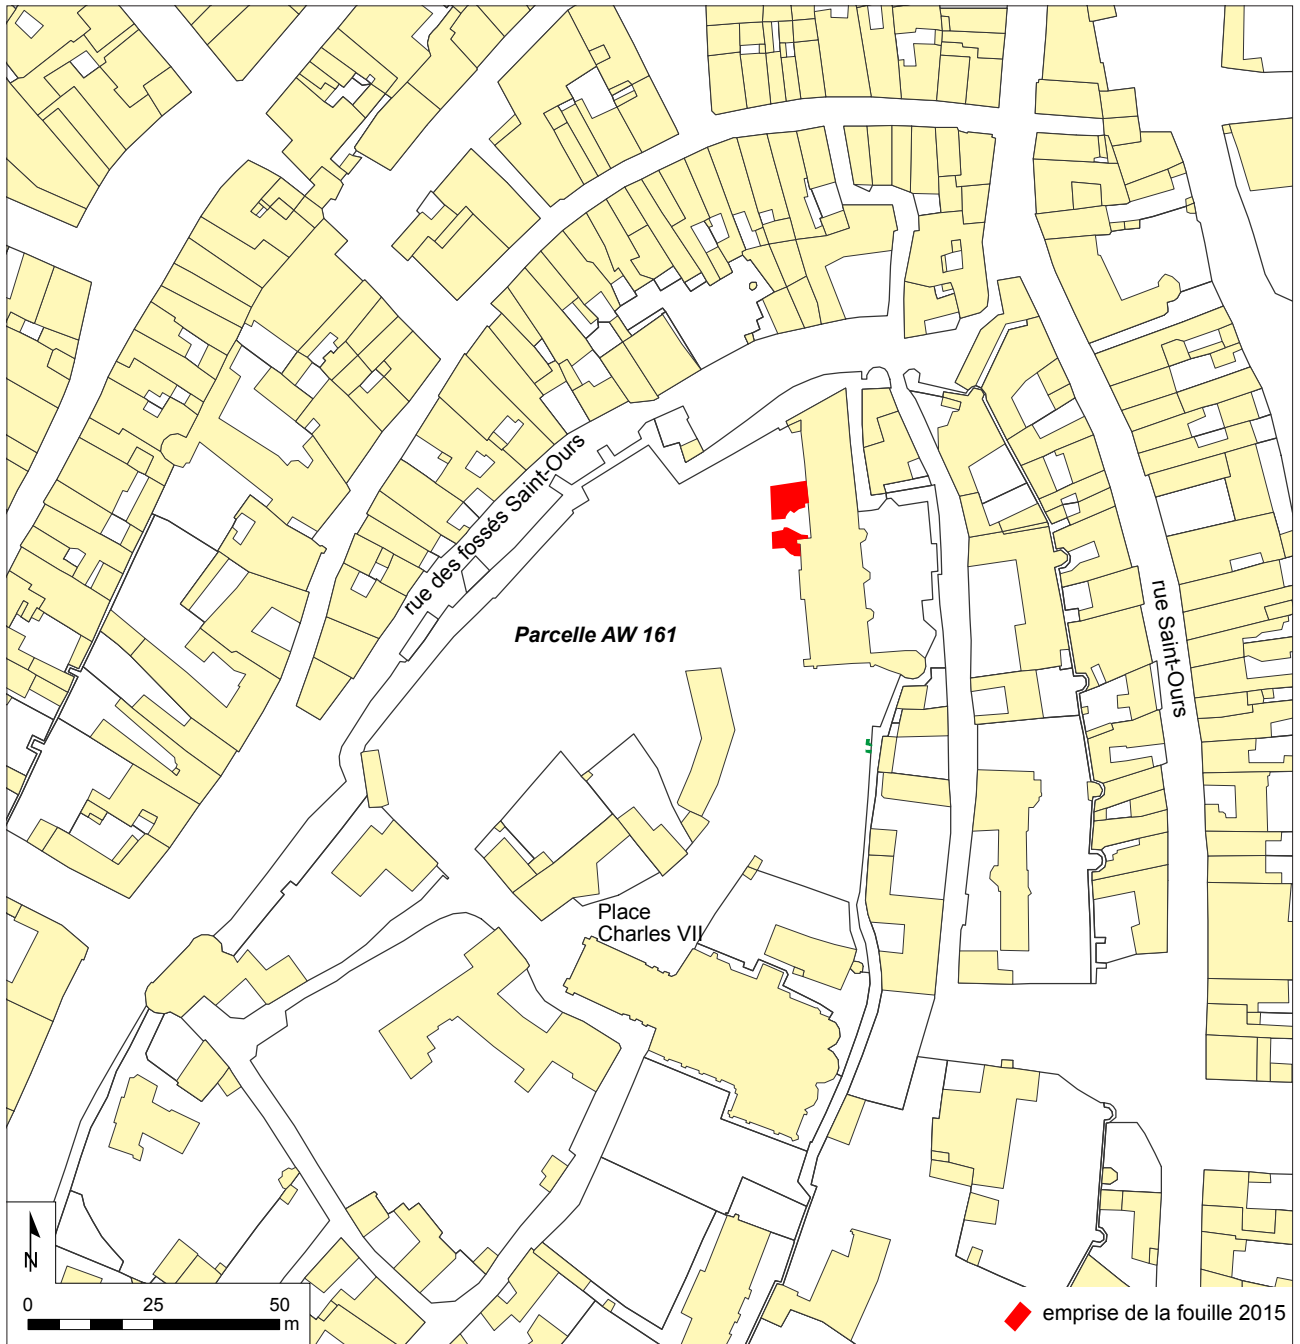 rue des fossés Saint-Ours
Parcelle AW 161
rue Saint-Ours
Place
Charles VII
N
0 25 50
m
emprise de la fouille 2015